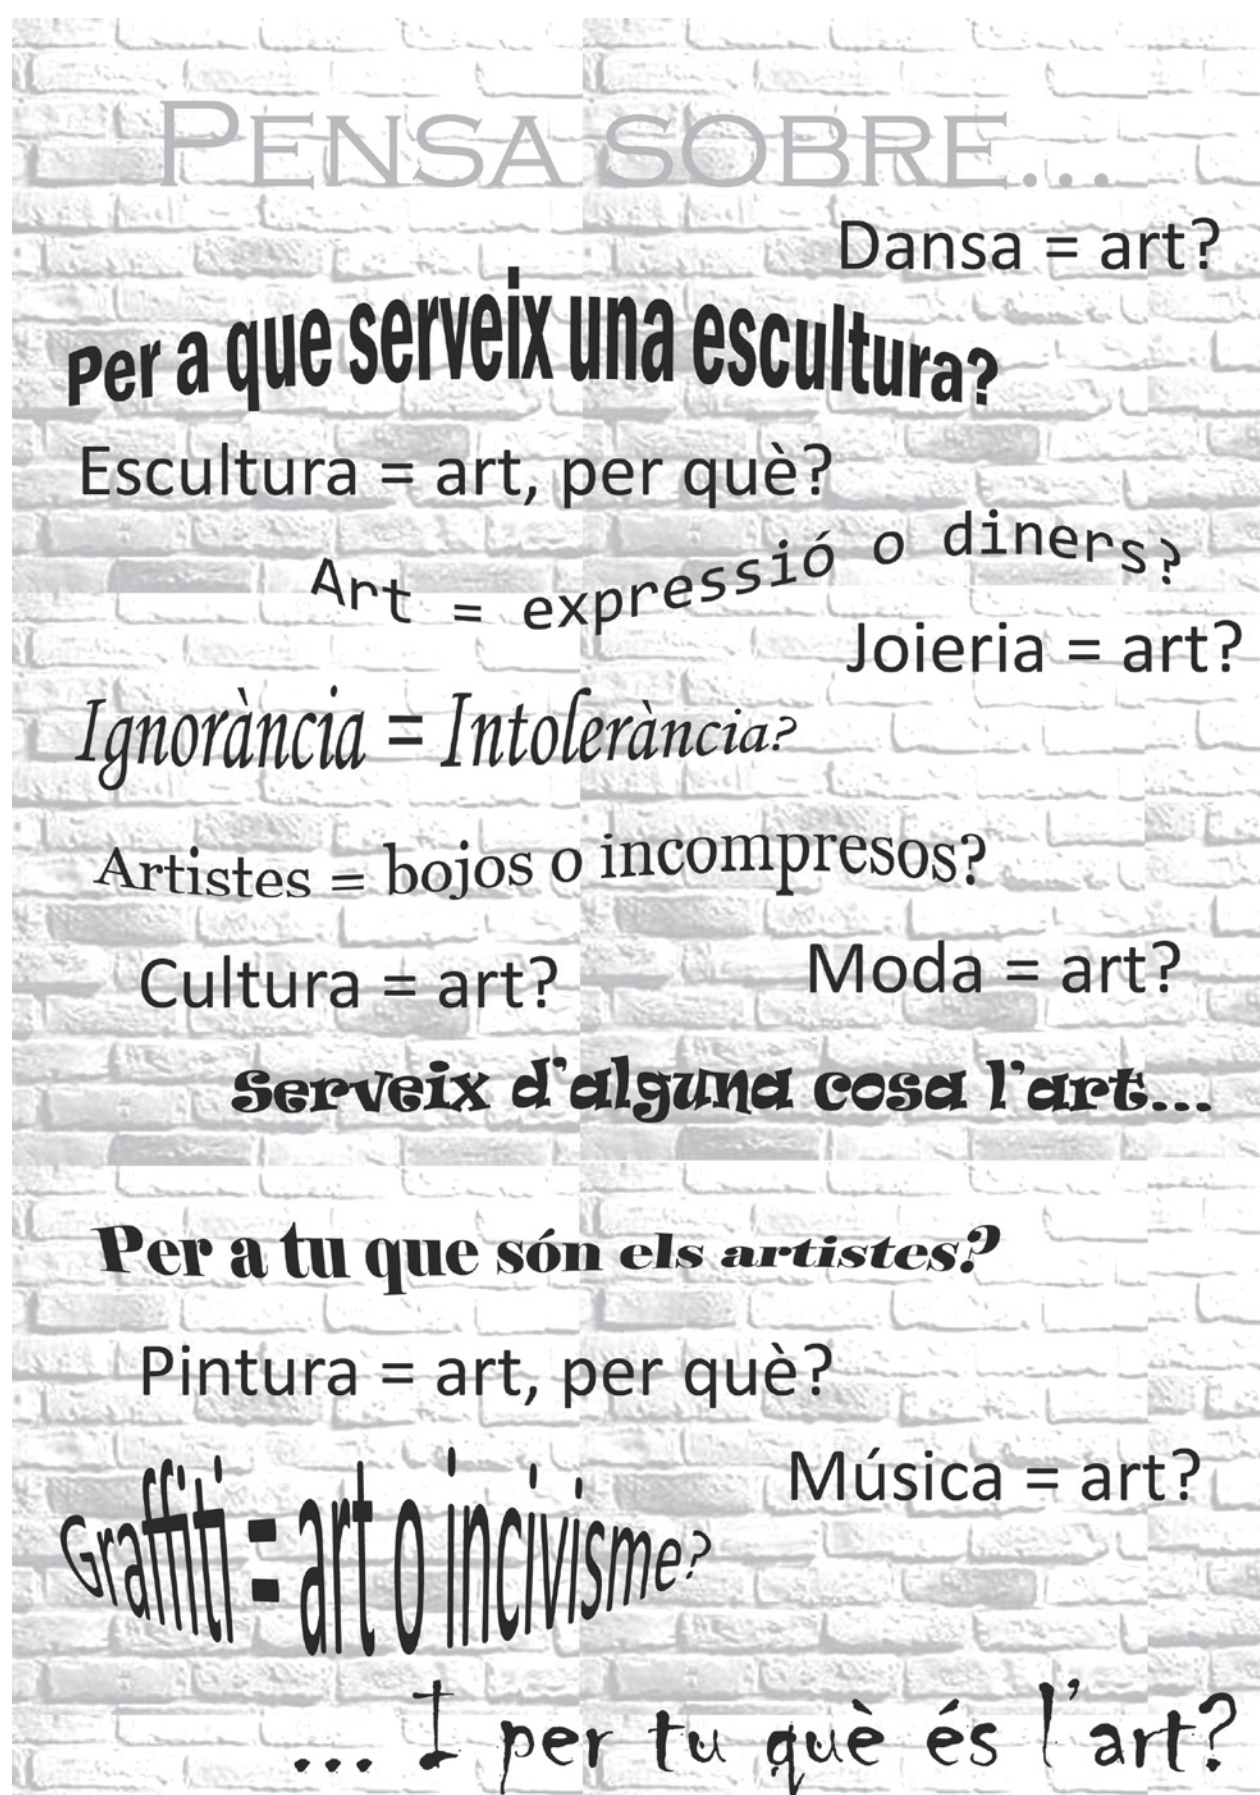 PENSA SOBRE...
Dansa = art?
Per a que serveix una escultura?
Escultura = art, per què?
Art = expressió o diners?
Joieria = art?
Ignorància = Intoleràncía?
Artistes = bojos o incompresos?
Cultura = art?
Moda = art?
Serveix d'alguna cosa l'art...
Per a tu que són els artistes?
Pintura = art, per què?
Música = art?
Graffiti = art o incivisme?
... I per tu què és l'art?